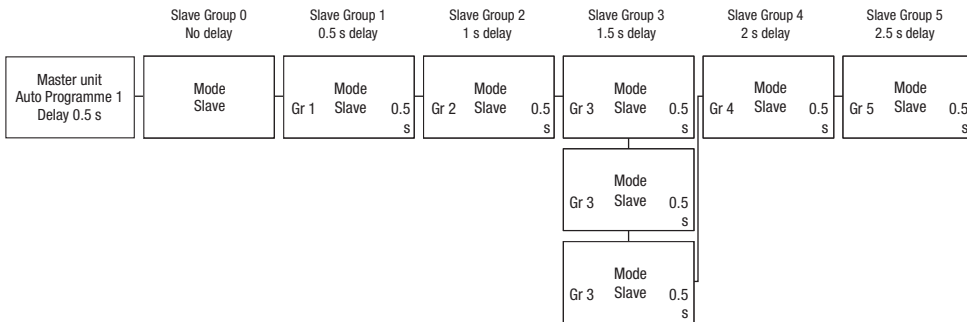 Slave Group 0
No delay
Slave Group 1
0.5 s delay
Slave Group 2
1 s delay
Slave Group 3
1.5 s delay
Slave Group 4
2 s delay
Slave Group 5
2.5 s delay
Master unit
Auto Programme 1
Delay 0.5 s
Mode
Slave
Mode
Gr 1 Slave 0.5
s
Mode
Gr 2 Slave 0.5
s
Mode
Gr 3 Slave 0.5
s
Mode
Gr 4 Slave 0.5
s
Mode
Gr 5 Slave 0.5
s
Mode
Gr 3 Slave 0.5
s
Mode
Gr 3 Slave 0.5
s